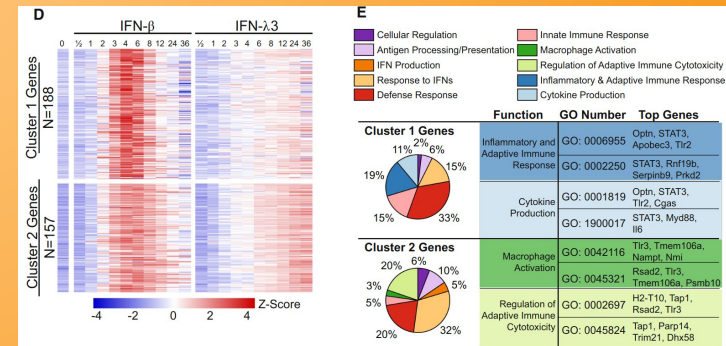 D
IFN-β IFN-λ3
0 ½ 1 2 3 4 6 8 12 24 36 ½ 1 2 3 4 6 8 12 24 36
Cluster 1 Genes
N=188
Cluster 2 Genes
N=157
-4 -2 0 2 4 Z-Score
E
Cellular Regulation
Antigen Processing/Presentation
IFN Production
Response to IFNs
Defense Response
Innate Immune Response
Macrophage Activation
Regulation of Adaptive Immune Cytotoxicity
Inflammatory & Adaptive Immune Response
Cytokine Production
Cluster 1 Genes
2%
6%
15%
33%
15%
19%
11%
Cluster 2 Genes
6%
10%
5%
32%
20%
5%
3%
20%
Function GO Number Top Genes
Inflammatory and
Adaptive Immune
Response
GO: 0006955
Optn, STAT3,
Apobec3, Tlr2
GO: 0002250
STAT3, Rnf19b,
Serpinb9, Prkd2
Cytokine
Production
GO: 0001819
Optn, STAT3,
Tlr2, Cgas
GO: 1900017
STAT3, Myd88,
Il6
Macrophage
Activation
GO: 0042116
Tlr3, Tmem106a,
Nampt, Nmi
GO: 0045321
Rsad2, Tlr3,
Tmem106a, Psmb10
Regulation of
Adaptive Immune
Cytotoxicity
GO: 0002697
H2-T10, Tap1,
Rsad2, Tlr3
GO: 0045824
Tap1, Parp14,
Trim21, Dhx58